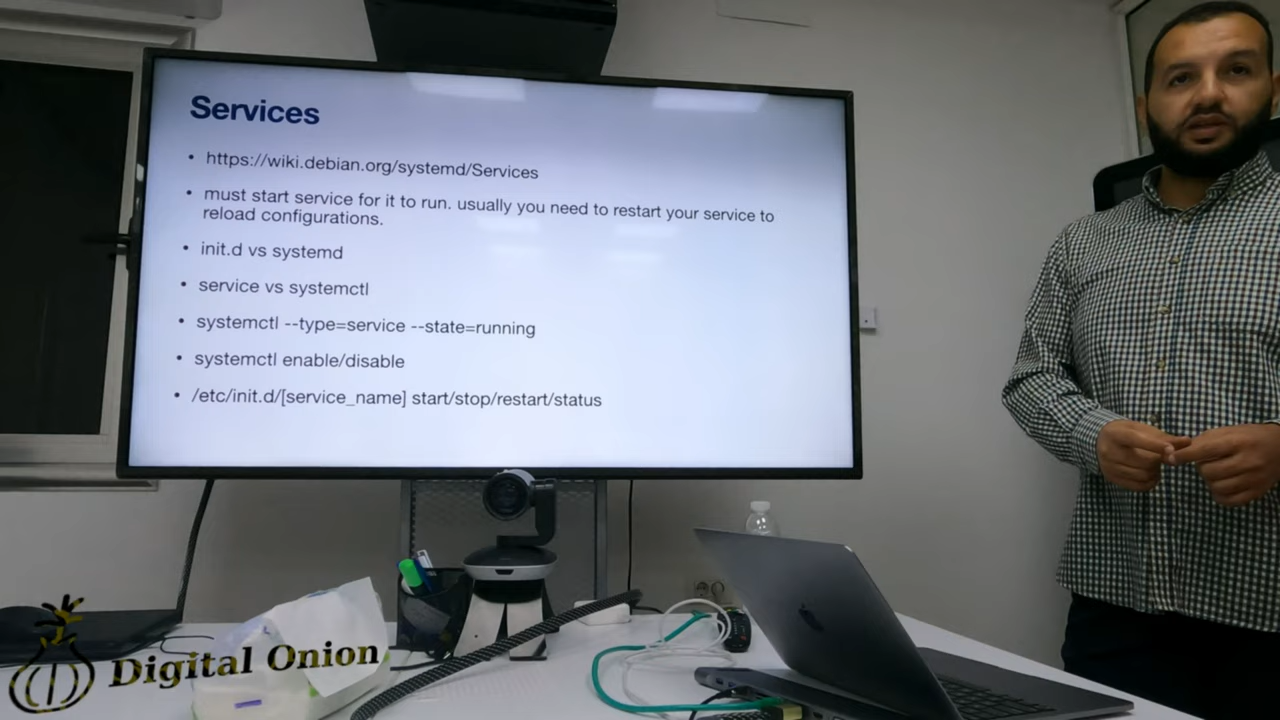 Services
• https://wiki.debian.org/systemd/Services
• must start service for it to run. usually you need to restart your service to
reload configurations.
• init.d vs systemd
• service vs systemctl
• systemctl --type=service --state=running
• systemctl enable/disable
• /etc/init.d/[service_name] start/stop/restart/status
Digital Onion